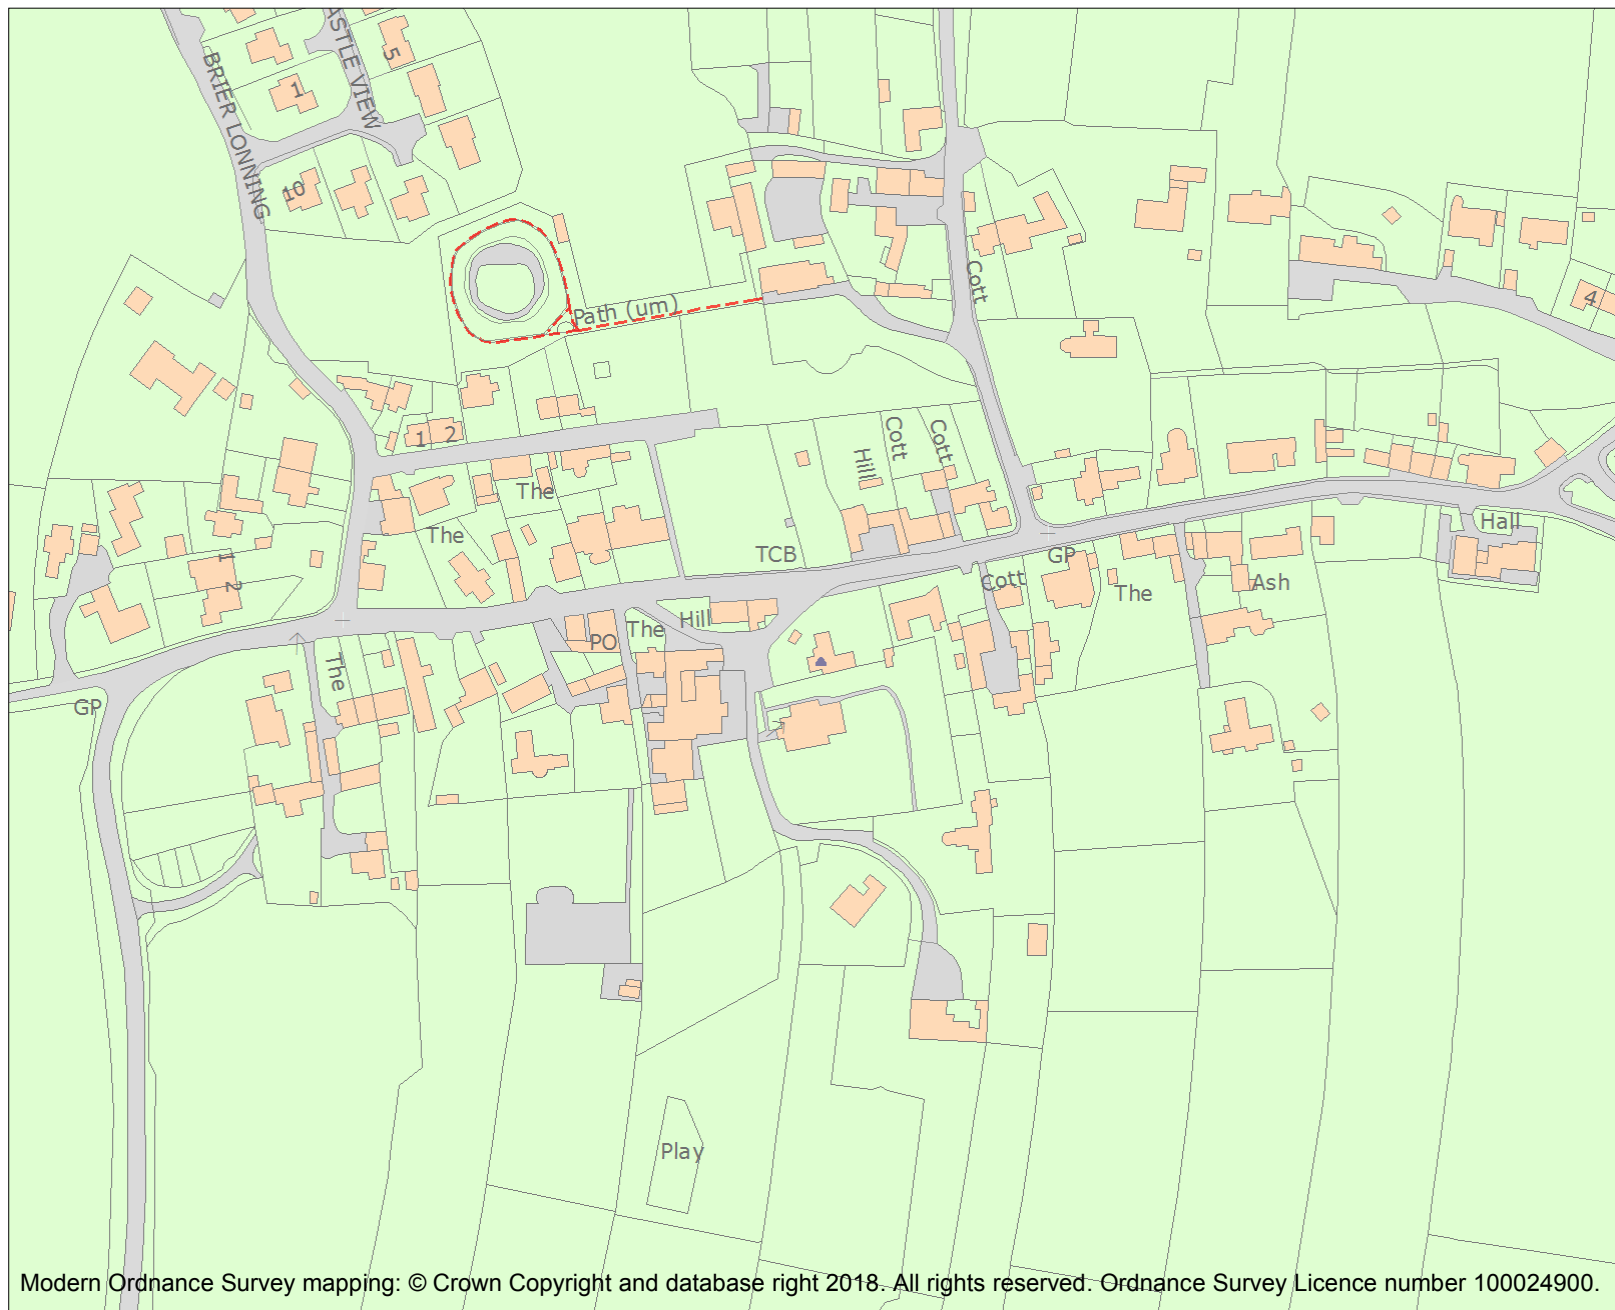 ASTLE VIEW
5
BRIER LONNING
1
10
Cott
4
Path (um)
1 2
Cott
Cott
Hill
The
The
Hall
TCB
GP
1
2
Cott
The
Ash
Hill
The
PO
The
GP
Play
Modern Ordnance Survey mapping: © Crown Copyright and database right 2018. All rights reserved. Ordnance Survey Licence number 100024900.